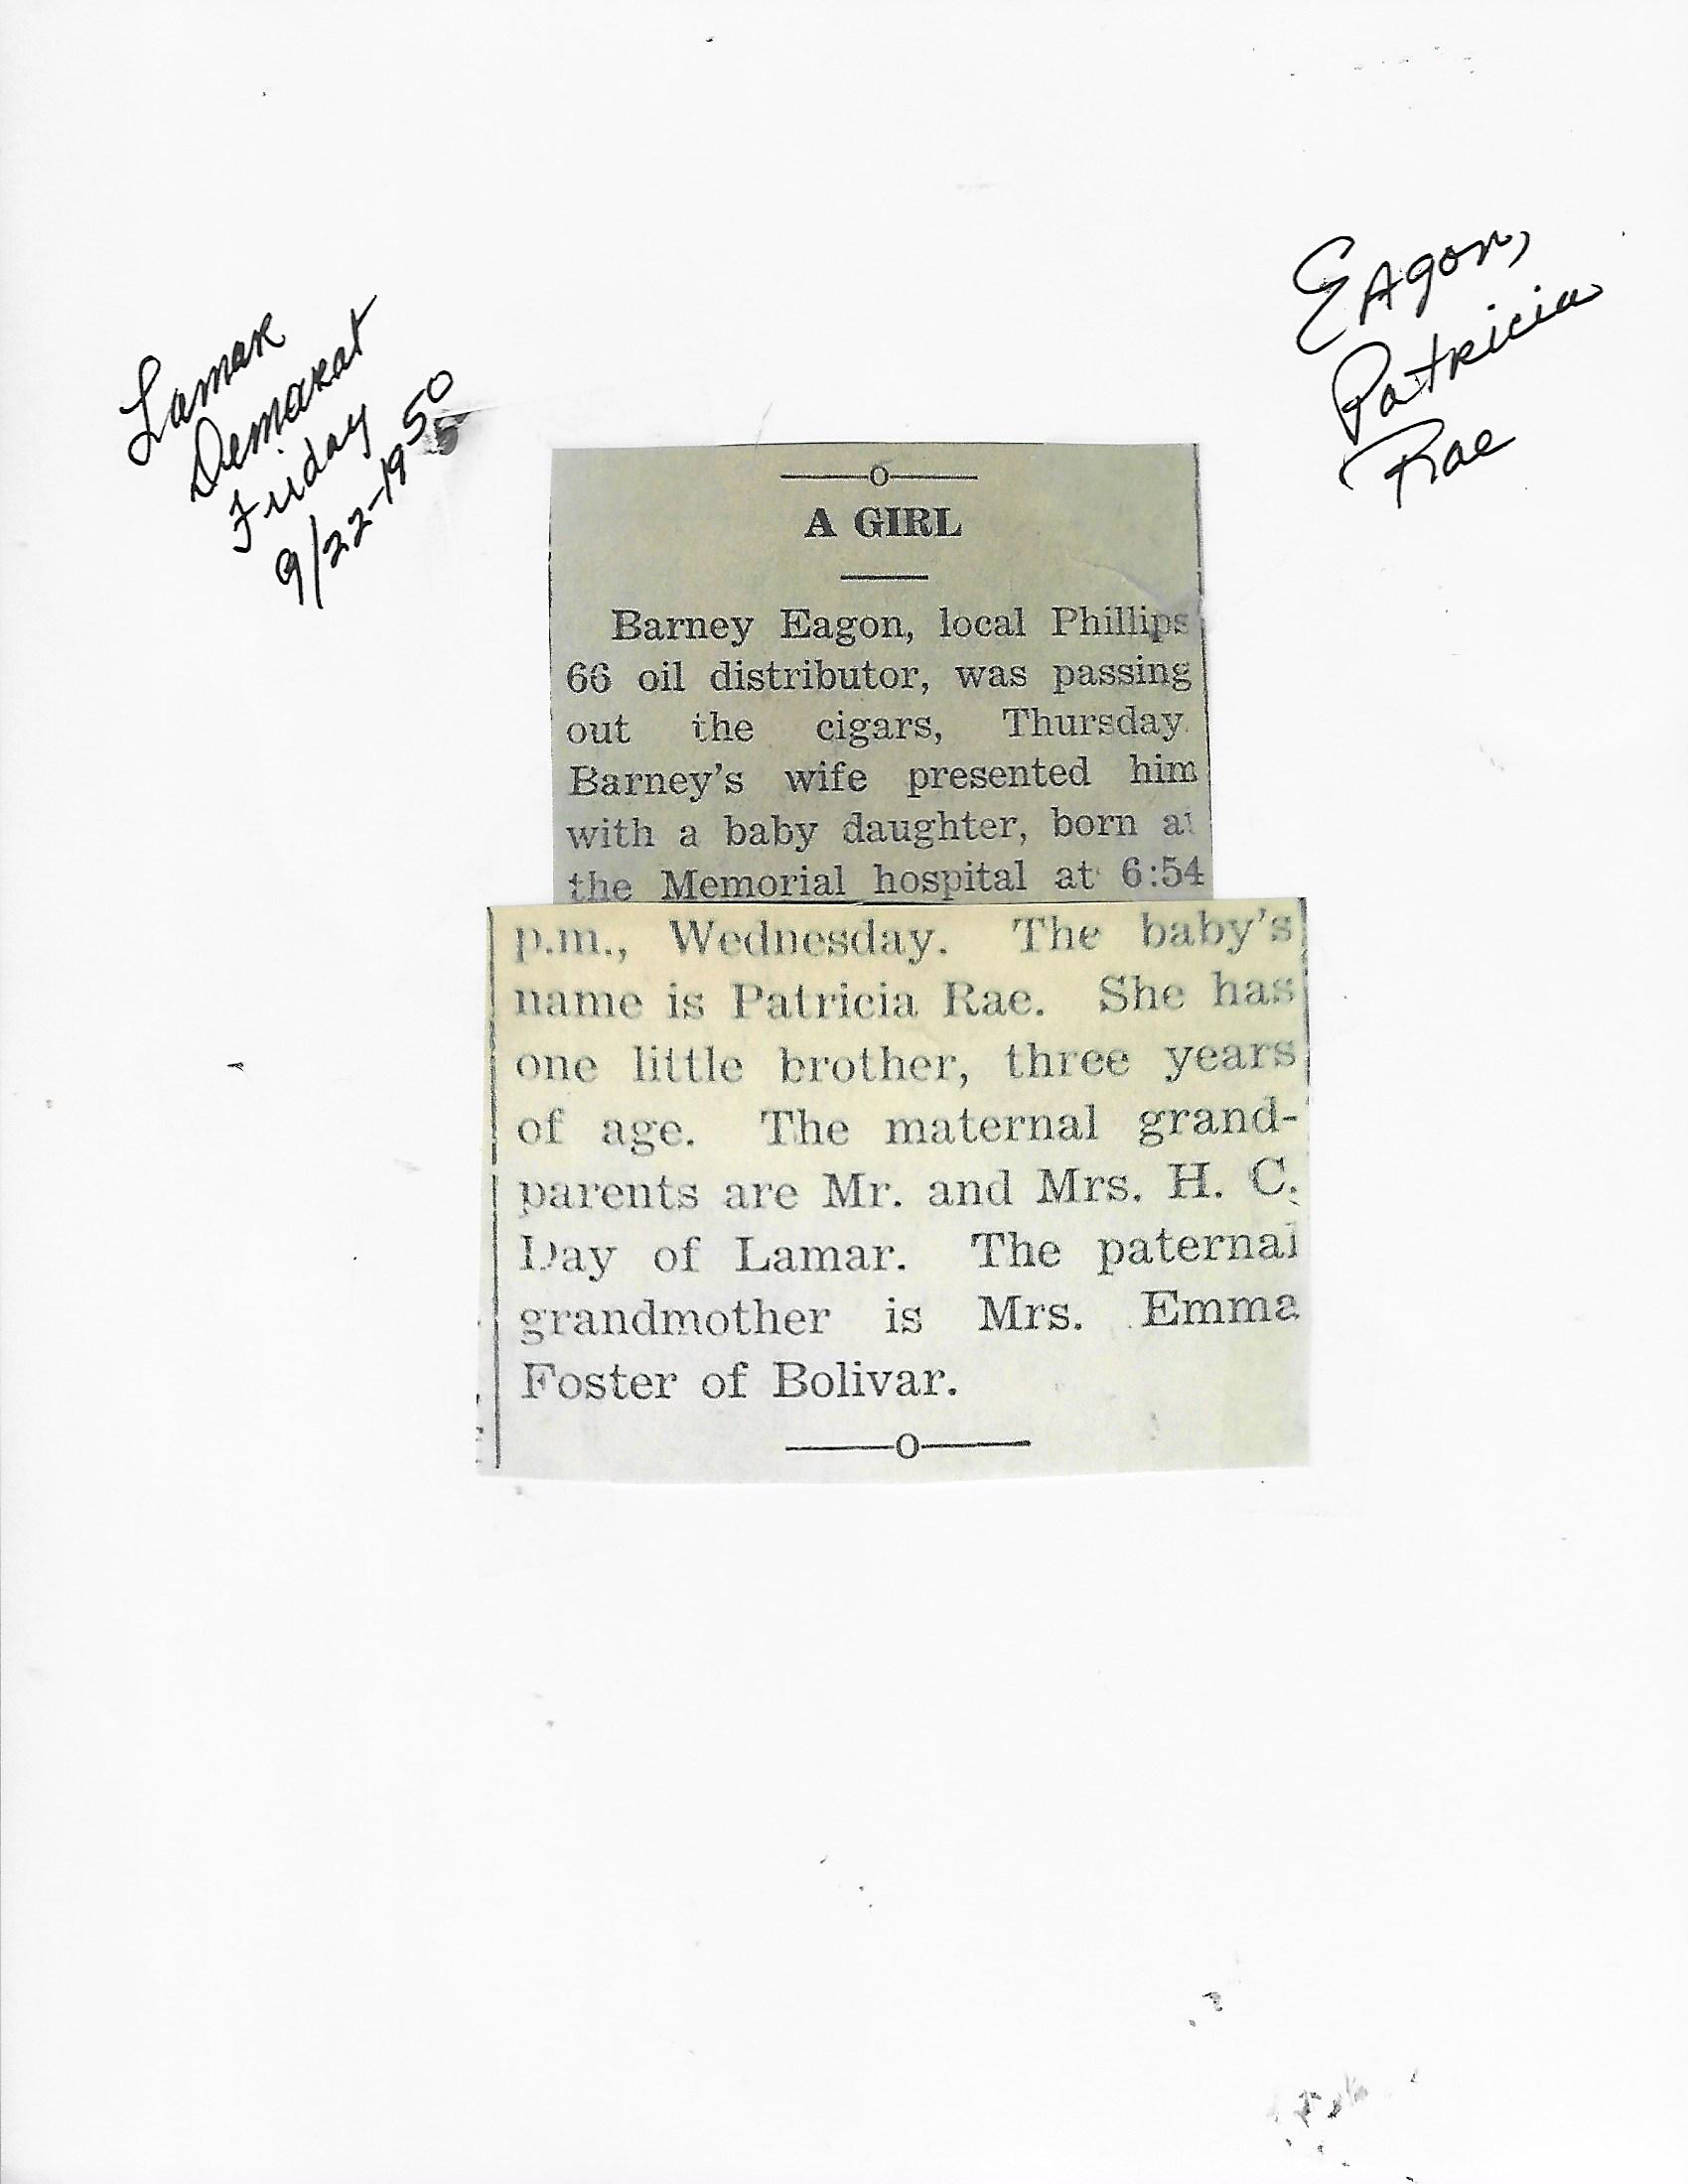 Lamar
Demokrat
Friday
9/22-1950
Eagon,
Patricia
Rae
A GIRL
Barney Eagon, local Phillips
66 oil distributor, was passing
out the cigars, Thursday.
Barney's wife presented him
with a baby daughter, born at
the Memorial hospital at 6:54
p.m., Wednesday. The baby's
name is Patricia Rae. She has
one little brother, three years
of age. The maternal grand-
parents are Mr. and Mrs. H. C.
Day of Lamar. The paternal
grandmother is Mrs. Emma
Foster of Bolivar.